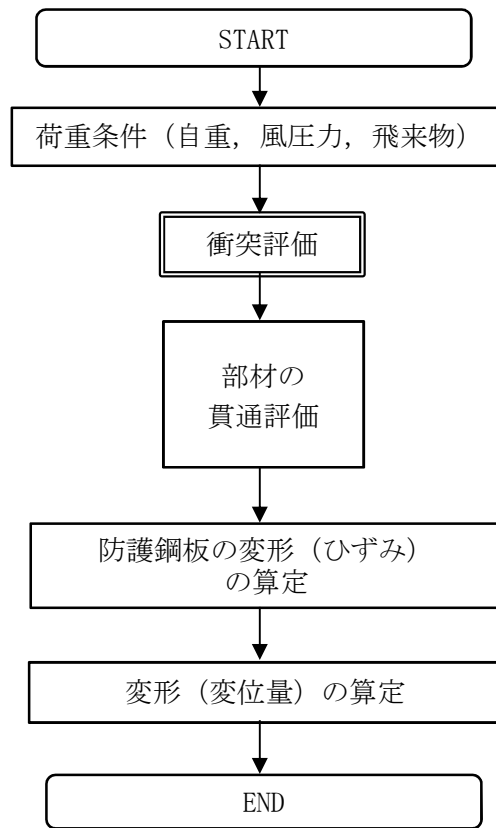 START
荷重条件（自重，風圧力，飛来物）
衝突評価
部材の
貫通評価
防護鋼板の変形（ひずみ）
の算定
変形（変位量）の算定
END